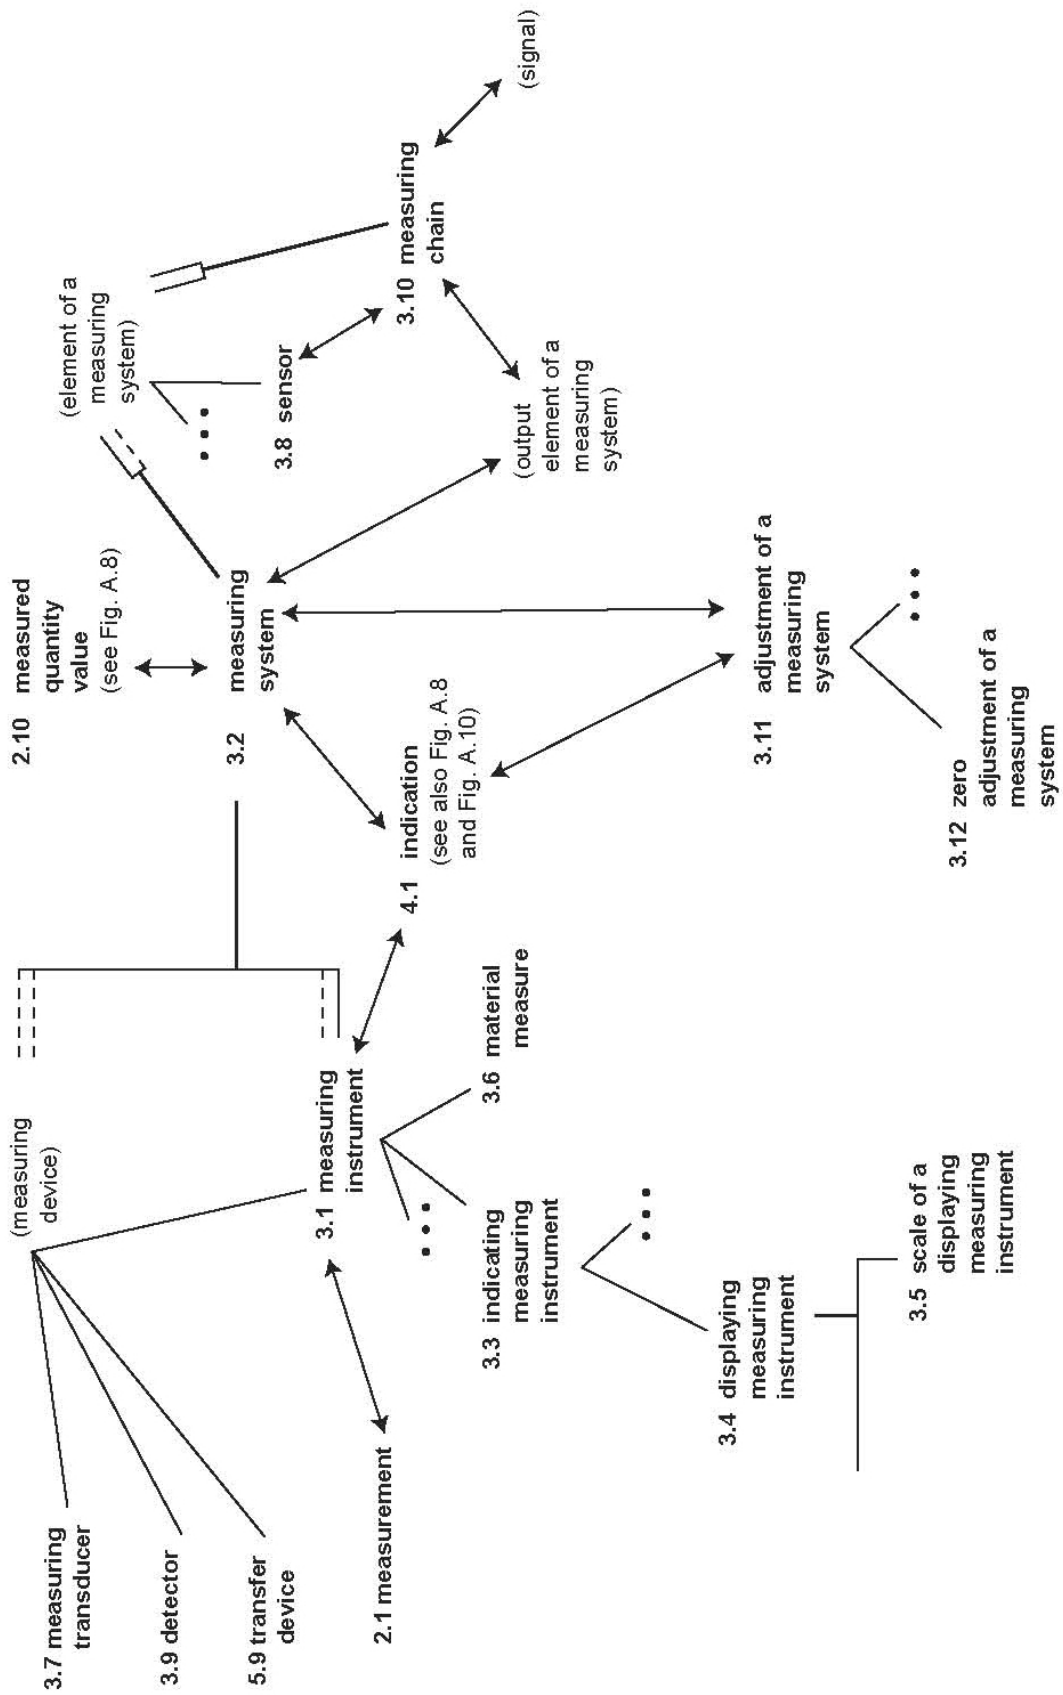 2.10 measured
quantity
value
(see Fig. A.8)
(element of a
measuring
system)
(measuring
device)
3.7 measuring
transducer
3.9 detector
5.9 transfer
device
3.2 measuring
system
3.8 sensor
3.1 measuring
instrument
2.1 measurement
4.1 indication
(see also Fig. A.8
and Fig. A.10)
3.10 measuring
chain
(signal)
(output
element of a
measuring
system)
3.3 indicating
measuring
instrument
3.6 material
measure
3.4 displaying
measuring
instrument
3.11 adjustment of a
measuring
system
3.5 scale of a
displaying
measuring
instrument
3.12 zero
adjustment of a
measuring
system